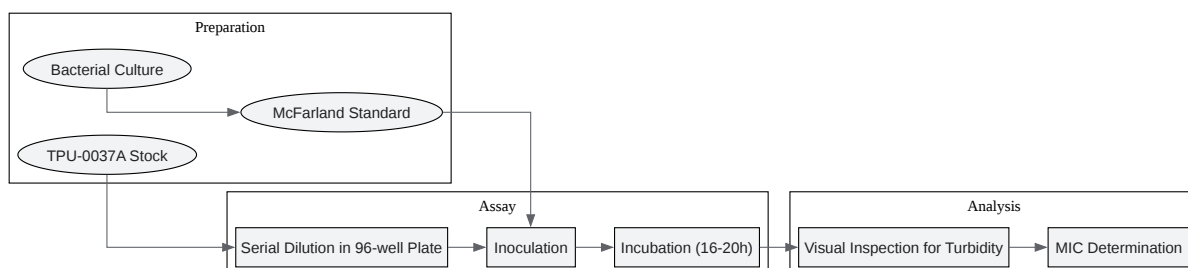 Preparation
Bacterial Culture
McFarland Standard
TPU-0037A Stock
Assay
Serial Dilution in 96-well Plate
Inoculation
Incubation (16-20h)
Analysis
Visual Inspection for Turbidity
MIC Determination